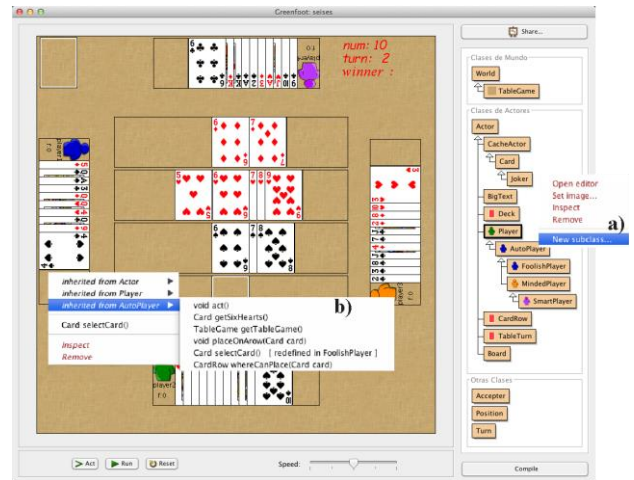 Greenfoot: seises
num: 10
turn: 2
winner :
player1
r: 0
player2
r: 0
inherited from Actor
inherited from Player
inherited from AutoPlayer
Card selectCard()
Inspect
Remove
b)
void act()
Card getSixHearts()
TableGame getTableGame()
void placeOnArow(Card card)
Card selectCard() [ redefined in FoolishPlayer ]
CardRow whereCanPlace(Card card)
Act
Run
Reset
Speed:
Share...
Clases de Mundo
World
TableGame
Clases de Actores
Actor
CacheActor
Card
Joker
BigText
Deck
Player
AutoPlayer
FoolishPlayer
MindedPlayer
SmartPlayer
CardRow
TableTurn
Board
Open editor
Set image...
Inspect
Remove
New subclass...
a)
Otras Clases
Accepter
Position
Turn
Compile